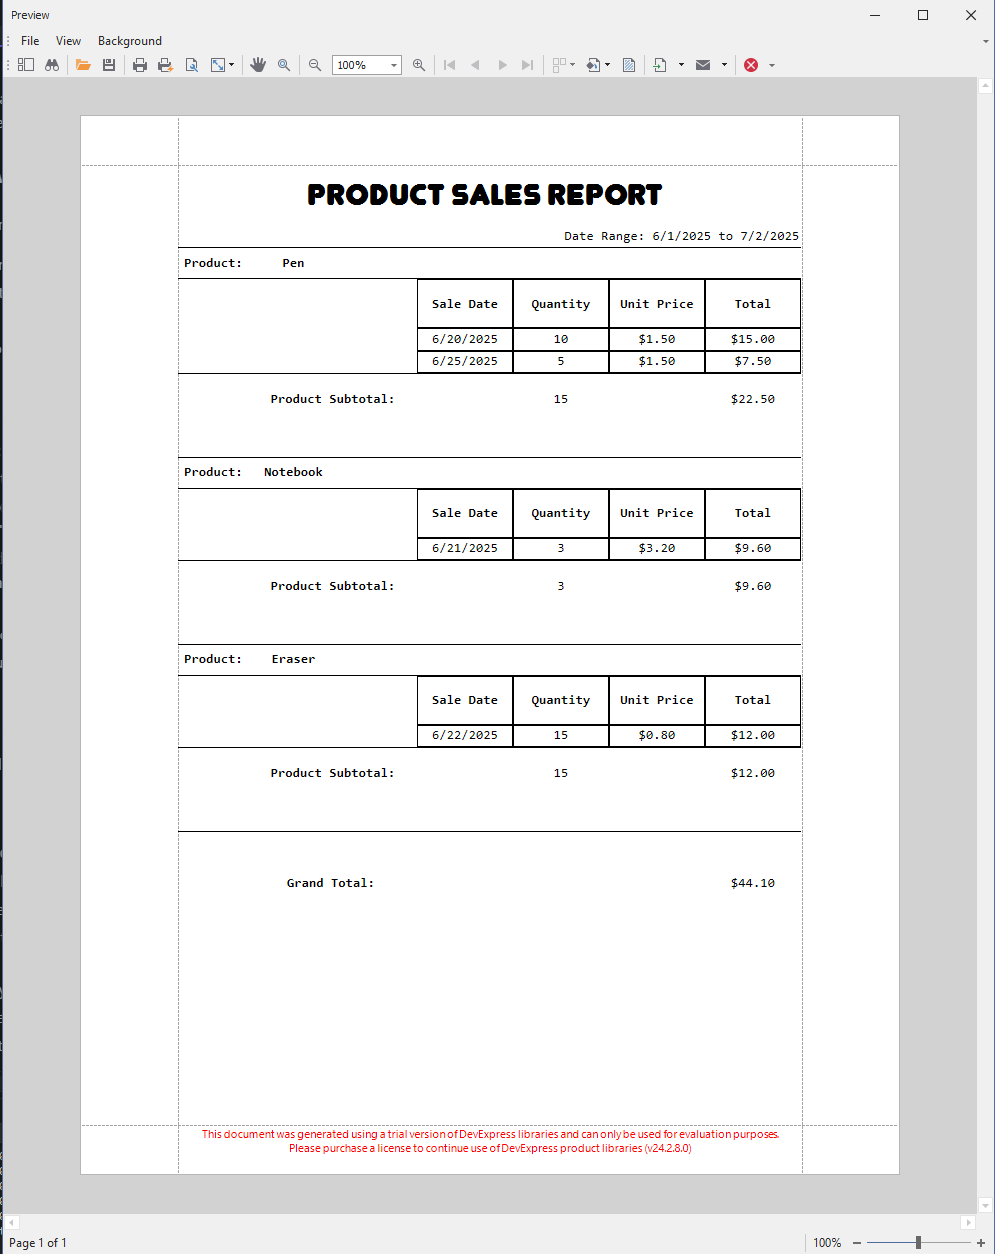 Preview
File View Background
100%
PRODUCT SALES REPORT
Date Range: 6/1/2025 to 7/2/2025
Product: Pen
Sale Date Quantity Unit Price Total
6/20/2025 10 $1.50 $15.00
6/25/2025 5 $1.50 $7.50
Product Subtotal: 15 $22.50
Product: Notebook
Sale Date Quantity Unit Price Total
6/21/2025 3 $3.20 $9.60
Product Subtotal: 3 $9.60
Product: Eraser
Sale Date Quantity Unit Price Total
6/22/2025 15 $0.80 $12.00
Product Subtotal: 15 $12.00
Grand Total: $44.10
This document was generated using a trial version of DevExpress libraries and can only be used for evaluation purposes.
Please purchase a license to continue use of DevExpress product libraries (v24.2.8.0)
Page 1 of 1 100%